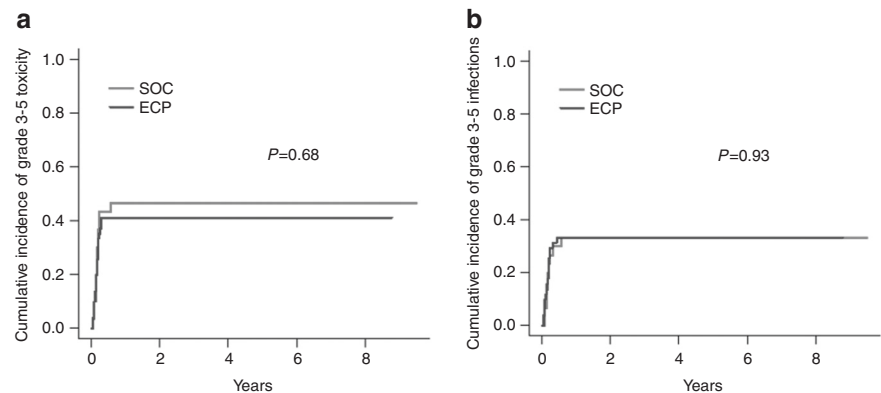 a
Cumulative incidence of grade 3-5 toxicity
1.0
0.8
0.6
0.4
0.2
0.0
SOC
ECP
P=0.68
0 2 4 6 8
Years
b
Cumulative incidence of grade 3-5 infections
1.0
0.8
0.6
0.4
0.2
0.0
SOC
ECP
P=0.93
0 2 4 6 8
Years